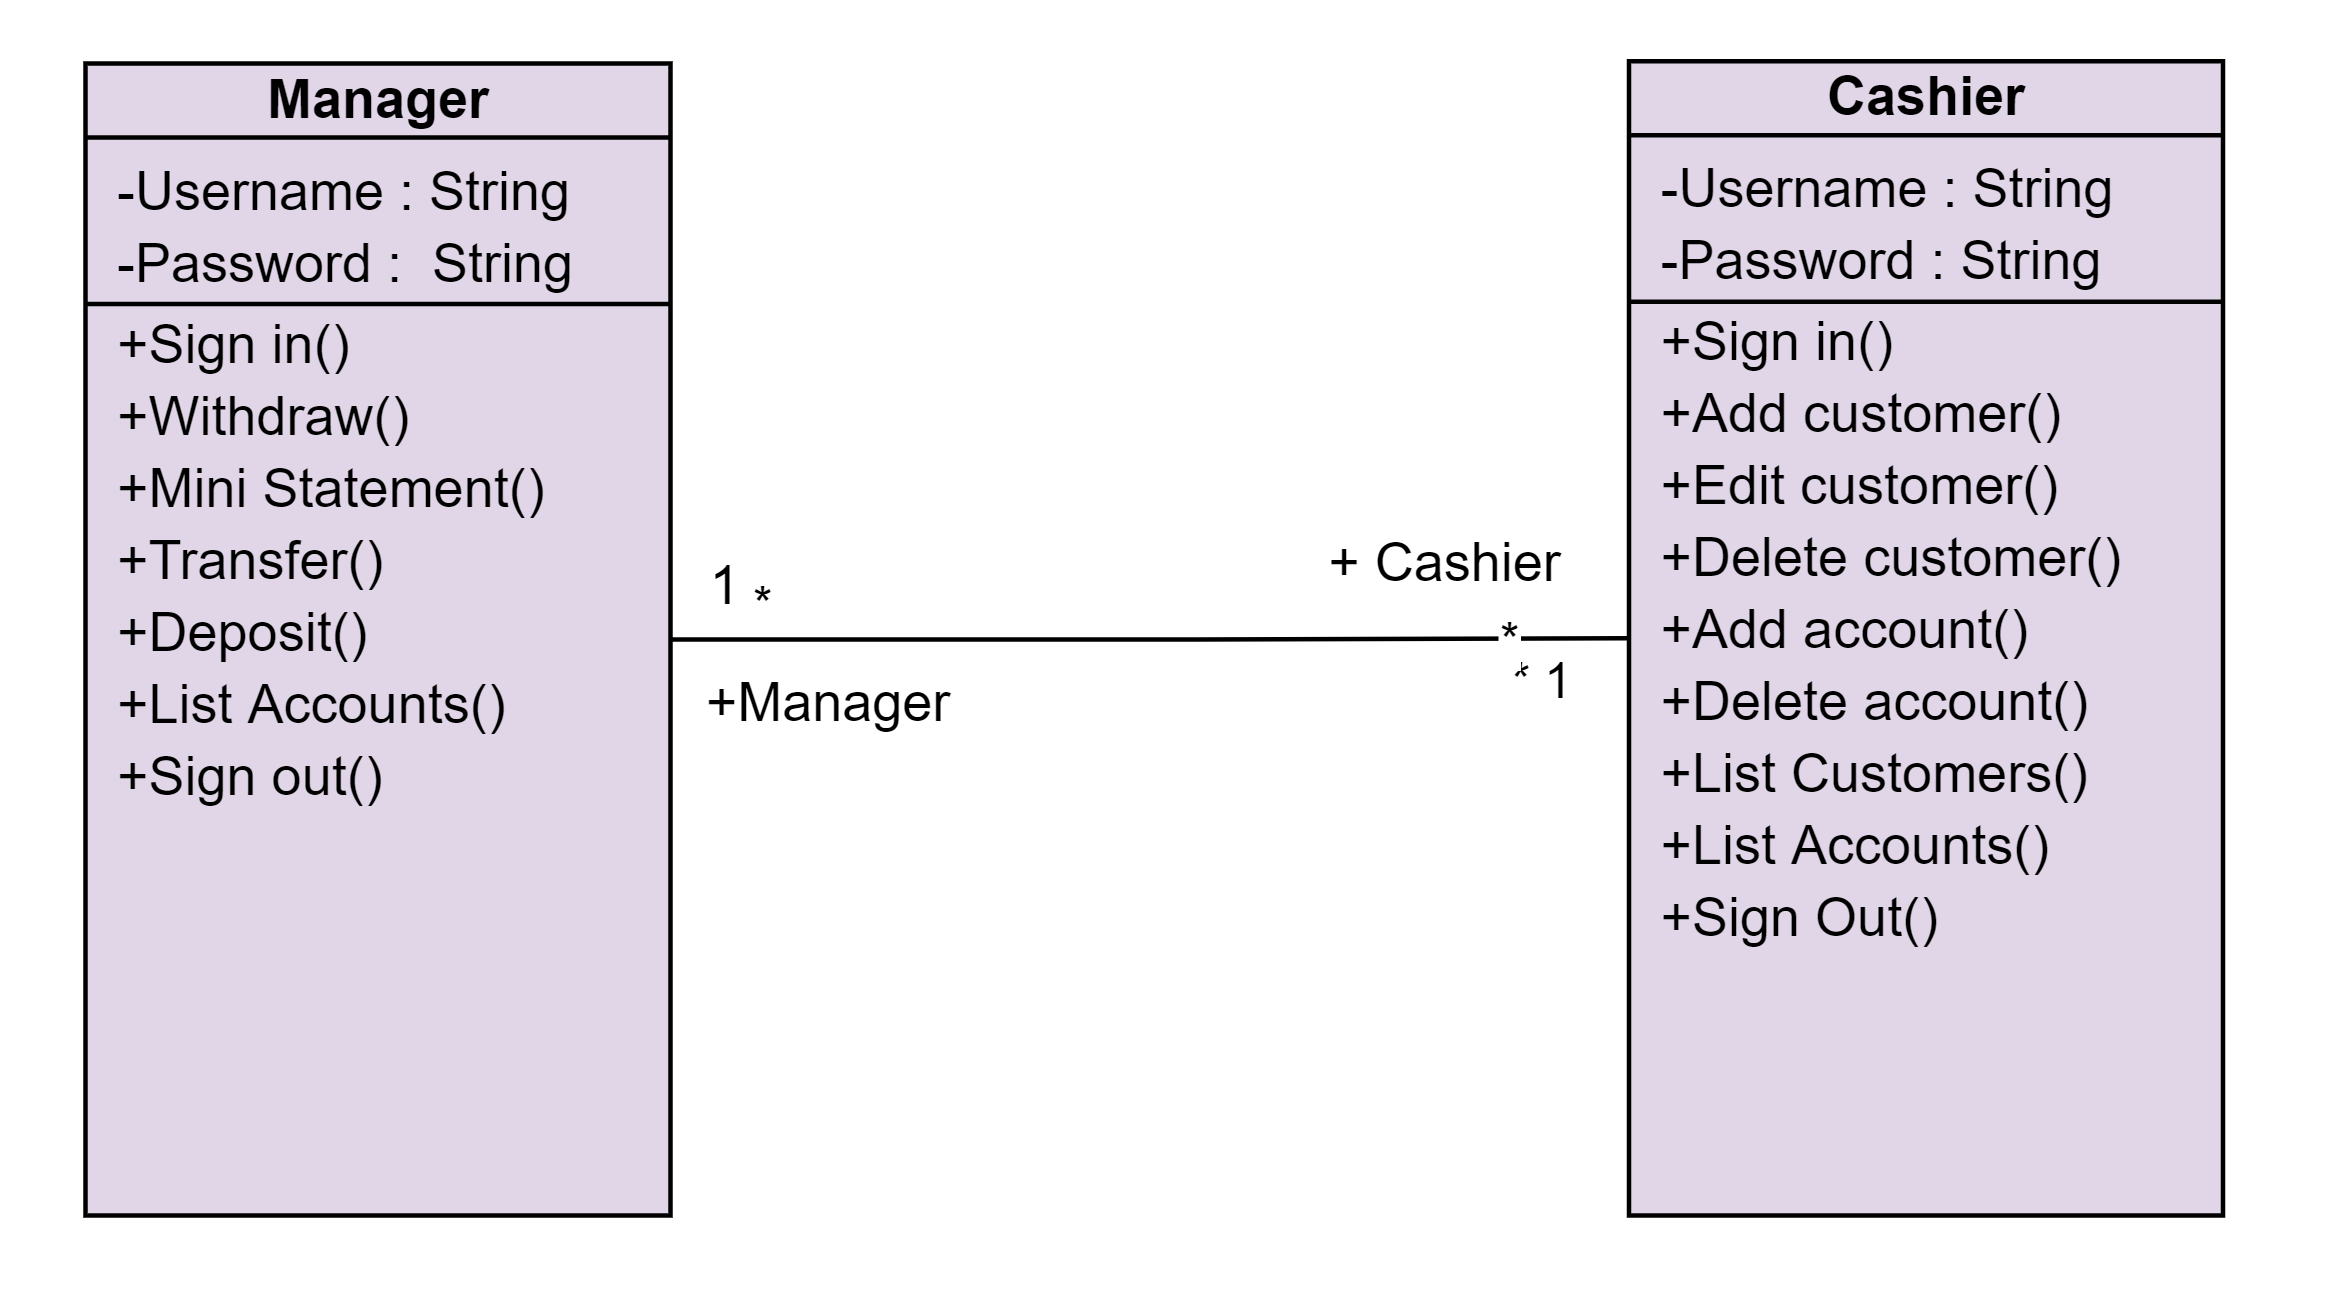 Manager
-Username : String
-Password :  String
+Sign in()
+Withdraw()
+Mini Statement()
+Transfer()
+Deposit()
+List Accounts()
+Sign out()
1 *
+Manager
+ Cashier
*
* 1
Cashier
-Username : String
-Password : String
+Sign in()
+Add customer()
+Edit customer()
+Delete customer()
+Add account()
+Delete account()
+List Customers()
+List Accounts()
+Sign Out()